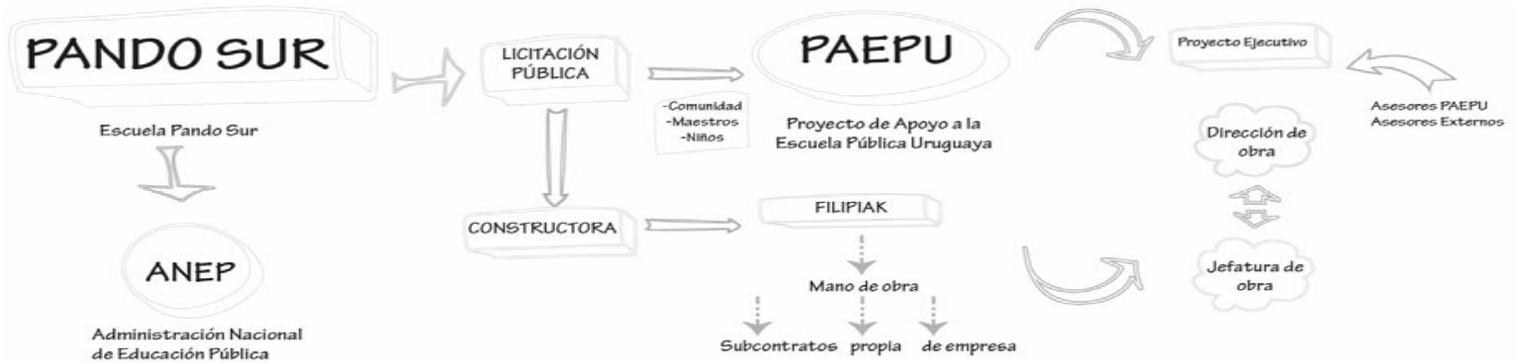 PANDO SUR
Escuela Pando Sur
ANEP
Administración Nacional
de Educación Pública
LICITACIÓN
PÚBLICA
-Comunidad
-Maestros
-Niños
CONSTRUCTORA
PAEPU
Proyecto de Apoyo a la
Escuela Pública Uruguaya
FILIPIAK
Mano de obra
Subcontratos propia de empresa
Proyecto Ejecutivo
Asesores PAEPU
Asesores Externos
Dirección de
obra
Jefatura de
obra